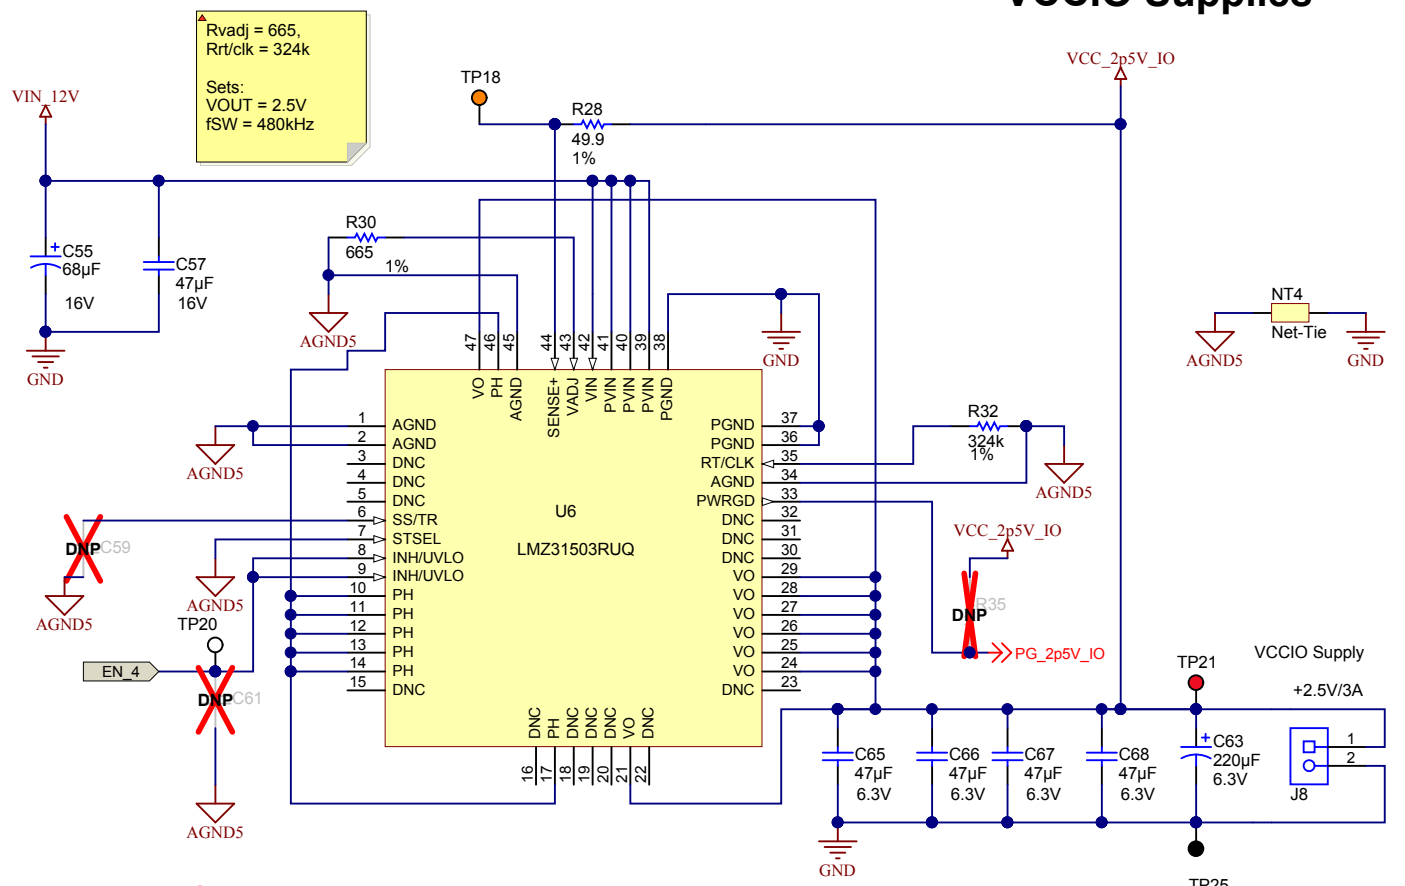 VCCIO Supplies
Rvadj = 665,
Rrt/clk = 324k
Sets:
VOUT = 2.5V
fSW = 480kHz
VIN_12V
TP18
R28
49.9
1%
VCC_2p5V_IO
C55
68µF
16V
C57
47µF
16V
GND
R30
665
1%
AGND5
GND
NT4
Net-Tie
AGND5
GND
47
46
45
44
43
42
41
40
39
38
VO
PH
AGND
SENSE+
VADJ
VIN
PVIN
PVIN
PVIN
PGND
1 AGND
2 AGND
3 DNC
4 DNC
5 DNC
6 SS/TR
7 STSEL
8 INH/UVLO
9 INH/UVLO
10 PH
11 PH
12 PH
13 PH
14 PH
15 DNC
U6
LMZ31503RUQ
PGND 37
PGND 36
RT/CLK 35
AGND 34
PWRGD 33
DNC 32
DNC 31
DNC 30
VO 29
VO 28
VO 27
VO 26
VO 25
VO 24
DNC 23
DNC
PH
DNC
DNC
DNC
VO
DNC
16
17
18
19
20
21
22
AGND5
DNP C59
AGND5
AGND5
TP20
EN_4
DNP C61
AGND5
R32
324k
1%
AGND5
VCC_2p5V_IO
R35
DNP
PG_2p5V_IO
TP21
VCCIO Supply
+2.5V/3A
C65
47µF
6.3V
C66
47µF
6.3V
C67
47µF
6.3V
C68
47µF
6.3V
C63
220µF
6.3V
1
2
J8
GND
TP25